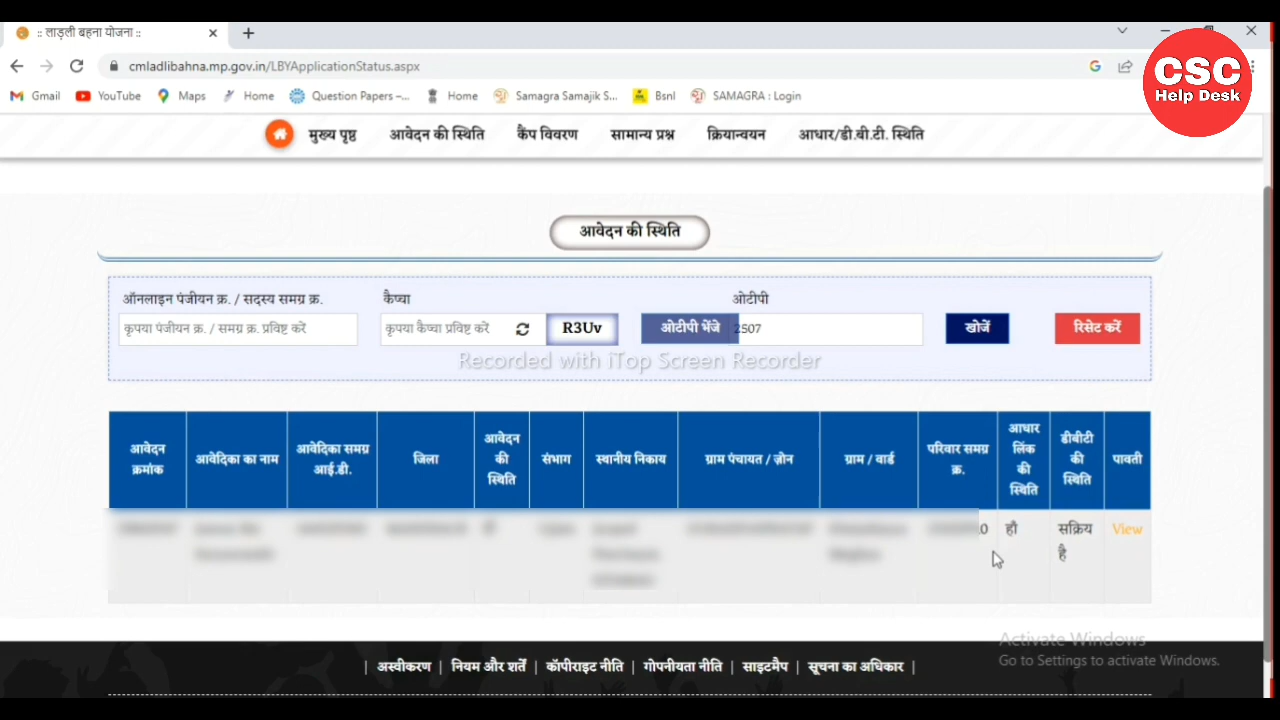 :: लाड़ली बहना योजना ::
cmladlibahna.mp.gov.in/LBYApplicationStatus.aspx
CSC
Help Desk
Gmail YouTube Maps Home Question Papers -... Home Samagra Samajik S... Bsnl SAMAGRA : Login
मुख्य पृष्ठ आवेदन की स्थिति कैंप विवरण सामान्य प्रश्न क्रियान्वयन आधार/डी.बी.टी. स्थिति
आवेदन की स्थिति
ऑनलाइन पंजीयन क्र. / सदस्य समग्र क्र. कैप्चा ओटीपी
कृपया पंजीयन क्र. / समग्र क्र. प्रविष्ट करें कृपया कैप्चा प्रविष्ट करें R3Uv ओटीपी भेंजे 2507 खोजें रिसेट करें
Recorded with iTop Screen Recorder
आवेदन क्रमांक
आवेदिका का नाम
आवेदिका समग्र आई.डी.
जिला
आवेदन की स्थिति
संभाग
स्थानीय निकाय
ग्राम पंचायत / ज़ोन
ग्राम / वार्ड
परिवार समग्र क्र.
आधार लिंक की स्थिति
डीबीटी की स्थिति
पावती
0 हाँ सक्रिय है View
Activate Windows
Go to Settings to activate Windows.
| अस्वीकरण | नियम और शर्तें | कॉपीराइट नीति | गोपनीयता नीति | साइटमैप | सूचना का अधिकार |